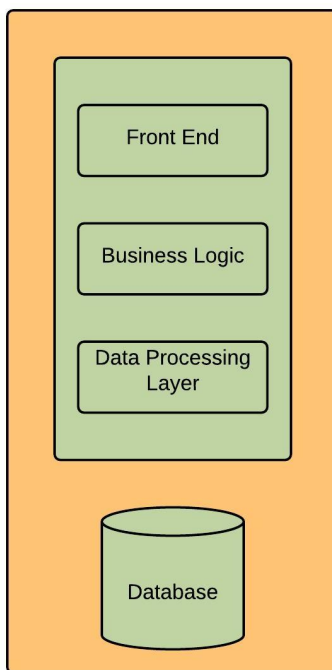 Front End
Business Logic
Data Processing
Layer
Database